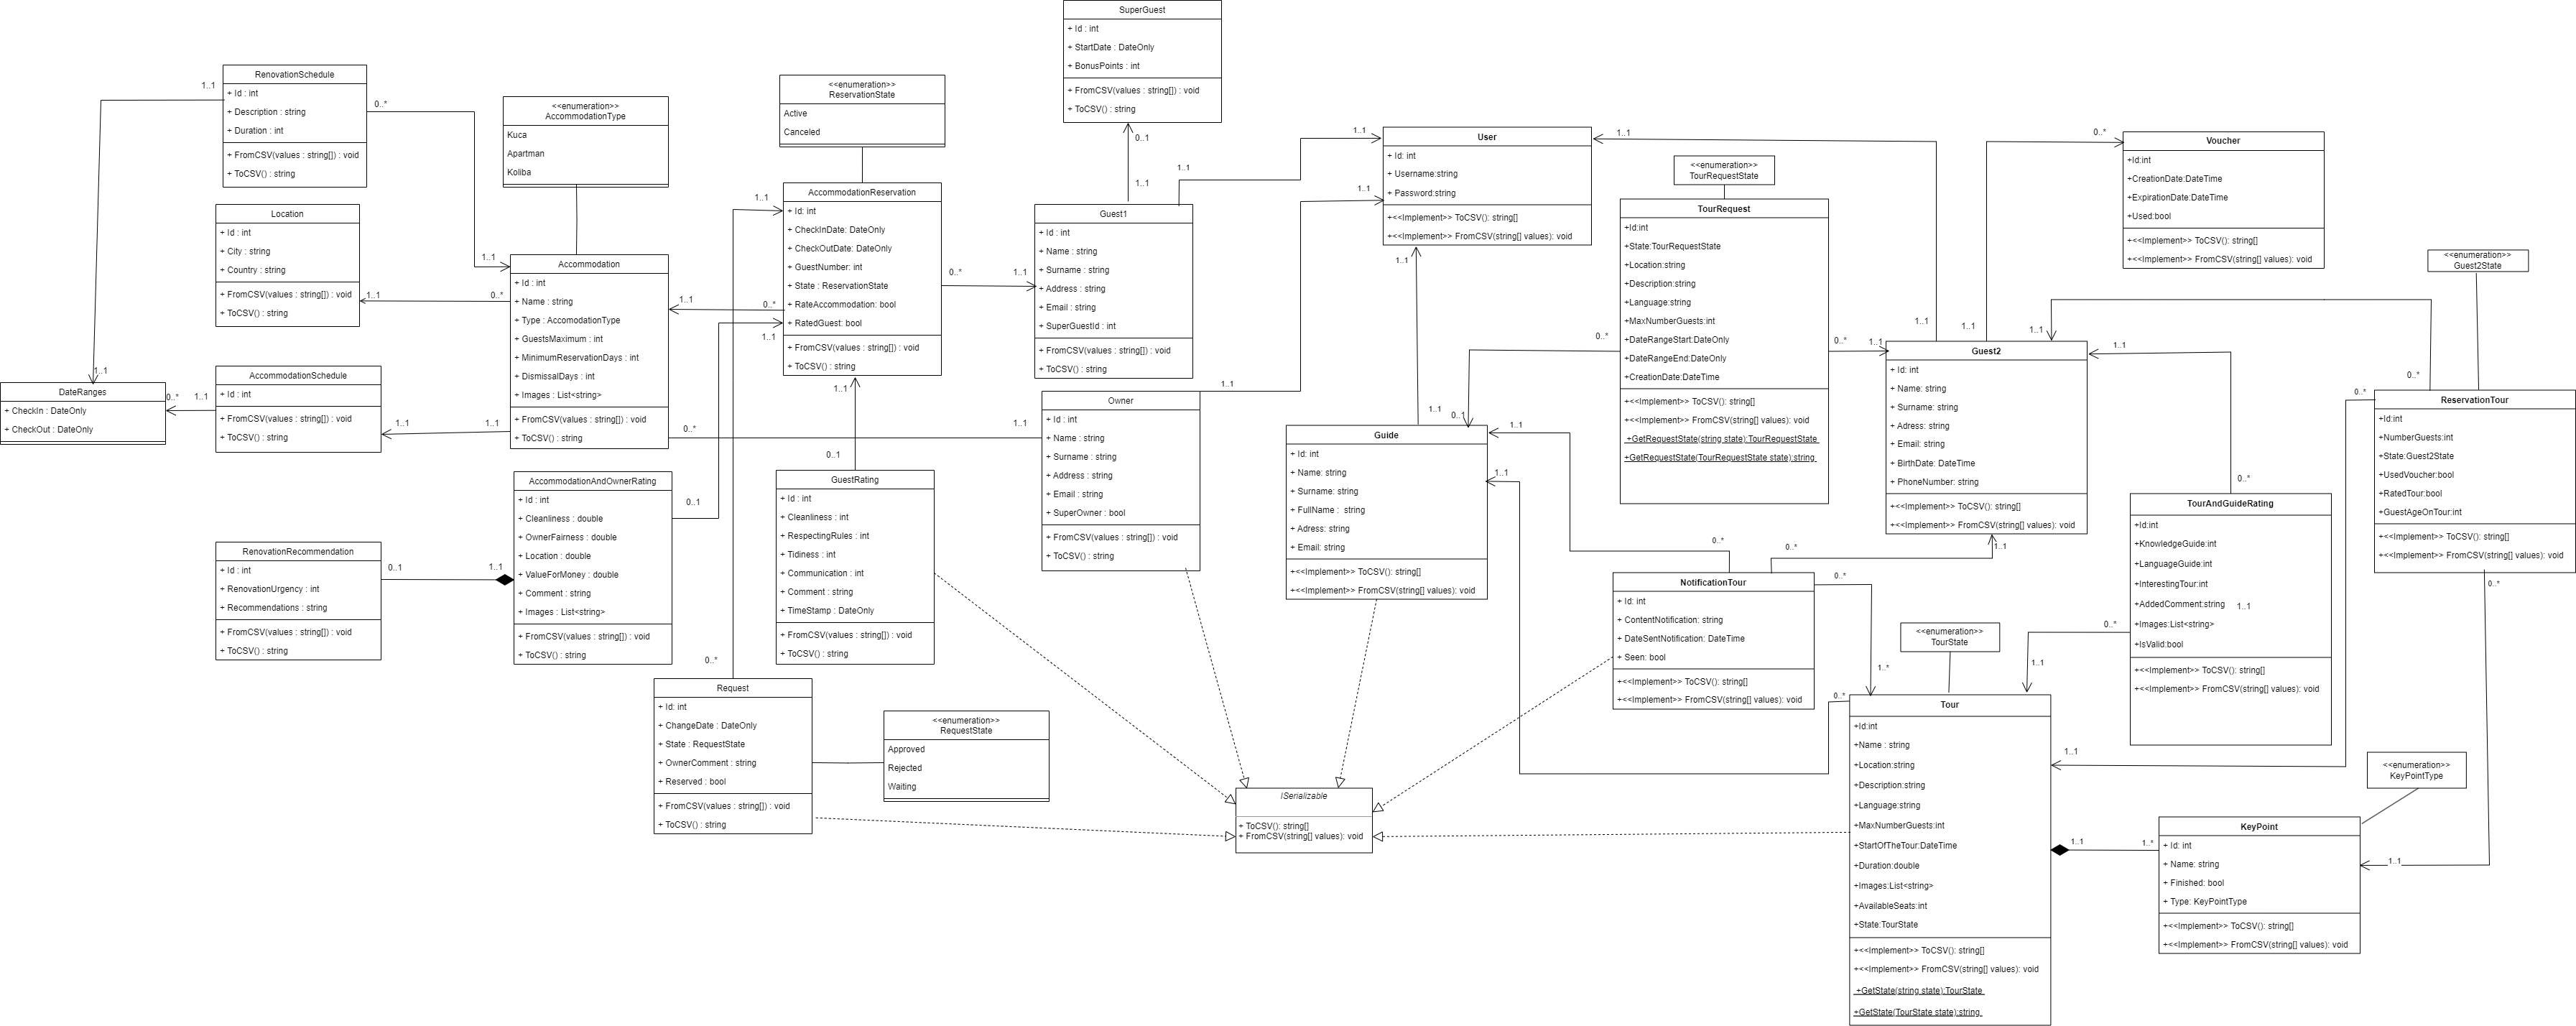 SuperGuest
+ Id : int
+ StartDate : DateOnly
+ BonusPoints : int
+ FromCSV(values : string[]) : void
+ ToCSV() : string
0..1
1..1
RenovationSchedule
+ Id : int
+ Description : string
+ Duration : int
+ FromCSV(values : string[]) : void
+ ToCSV() : string
1..1
0..*
1..1
1..1
<<enumeration>>
AccommodationType
Kuca
Apartman
Koliba
<<enumeration>>
ReservationState
Active
Canceled
Location
+ Id : int
+ City : string
+ Country : string
+ FromCSV(values : string[]) : void
+ ToCSV() : string
1..1
0..*
Accommodation
+ Id : int
+ Name : string
+ Type : AccomodationType
+ GuestsMaximum : int
+ MinimumReservationDays : int
+ DismissalDays : int
+ Images : List<string>
+ FromCSV(values : string[]) : void
+ ToCSV() : string
AccommodationReservation
+ Id: int
+ CheckInDate: DateOnly
+ CheckOutDate: DateOnly
+ GuestNumber: int
+ State : ReservationState
+ RateAccommodation: bool
+ RatedGuest: bool
+ FromCSV(values : string[]) : void
+ ToCSV() : string
1..1
1..1
0..*
1..1
0..*
1..1
Guest1
+ Id : int
+ Name : string
+ Surname : string
+ Address : string
+ Email : string
+ SuperGuestId : int
+ FromCSV(values : string[]) : void
+ ToCSV() : string
1..1
1..1
DateRanges
+ CheckIn : DateOnly
+ CheckOut : DateOnly
0..*
1..1
AccommodationSchedule
+ Id : int
+ FromCSV(values : string[]) : void
+ ToCSV() : string
1..1
1..1
0..*
1..1
Owner
+ Id : int
+ Name : string
+ Surname : string
+ Address : string
+ Email : string
+ SuperOwner : bool
+ FromCSV(values : string[]) : void
+ ToCSV() : string
1..1
1..1
AccommodationAndOwnerRating
+ Id : int
+ Cleanliness : double
+ OwnerFairness : double
+ Location : double
+ ValueForMoney : double
+ Comment : string
+ Images : List<string>
+ FromCSV(values : string[]) : void
+ ToCSV() : string
0..1
1..1
0..1
GuestRating
+ Id : int
+ Cleanliness : int
+ RespectingRules : int
+ Tidiness : int
+ Communication : int
+ Comment : string
+ TimeStamp : DateOnly
+ FromCSV(values : string[]) : void
+ ToCSV() : string
RenovationRecommendation
+ Id : int
+ RenovationUrgency : int
+ Recommendations : string
+ FromCSV(values : string[]) : void
+ ToCSV() : string
0..1
1..1
0..*
Request
+ Id: int
+ ChangeDate : DateOnly
+ State : RequestState
+ OwnerComment : string
+ Reserved : bool
+ FromCSV(values : string[]) : void
+ ToCSV() : string
<<enumeration>>
RequestState
Approved
Rejected
Waiting
User
+ Id: int
+ Username:string
+ Password:string
+<<Implement>> ToCSV(): string[]
+<<Implement>> FromCSV(string[] values): void
1..1
1..1
1..1
Guide
+ Id: int
+ Name: string
+ Surname: string
+ FullName :  string
+ Adress: string
+ Email: string
+<<Implement>> ToCSV(): string[]
+<<Implement>> FromCSV(string[] values): void
0..1
1..1
1..1
ISerializable
+ ToCSV(): string[]
+ FromCSV(string[] values): void
<<enumeration>>
TourRequestState
TourRequest
+Id:int
+State:TourRequestState
+Location:string
+Description:string
+Language:string
+MaxNumberGuests:int
+DateRangeStart:DateOnly
+DateRangeEnd:DateOnly
+CreationDate:DateTime
+<<Implement>> ToCSV(): string[]
+<<Implement>> FromCSV(string[] values): void
+GetRequestState(string state):TourRequestState
+GetRequestState(TourRequestState state):string
0..*
0..*
1..1
Guest2
+ Id: int
+ Name: string
+ Surname: string
+ Adress: string
+ Email: string
+ BirthDate: DateTime
+ PhoneNumber: string
+<<Implement>> ToCSV(): string[]
+<<Implement>> FromCSV(string[] values): void
1..1
1..1
1..1
1..1
1..1
Voucher
+Id:int
+CreationDate:DateTime
+ExpirationDate:DateTime
+Used:bool
+<<Implement>> ToCSV(): string[]
+<<Implement>> FromCSV(string[] values): void
0..*
<<enumeration>>
Guest2State
ReservationTour
+Id:int
+NumberGuests:int
+State:Guest2State
+UsedVoucher:bool
+RatedTour:bool
+GuestAgeOnTour:int
+<<Implement>> ToCSV(): string[]
+<<Implement>> FromCSV(string[] values): void
0..*
0..*
0..*
NotificationTour
+ Id: int
+ ContentNotification: string
+ DateSentNotification: DateTime
+ Seen: bool
+<<Implement>> ToCSV(): string[]
+<<Implement>> FromCSV(string[] values): void
0..*
0..*
1..1
0..*
1..*
TourAndGuideRating
+Id:int
+KnowledgeGuide:int
+LanguageGuide:int
+InterestingTour:int
+AddedComment:string
+Images:List<string>
+IsValid:bool
+<<Implement>> ToCSV(): string[]
+<<Implement>> FromCSV(string[] values): void
0..*
1..1
0..*
1..1
<<enumeration>>
TourState
Tour
+Id:int
+Name : string
+Location:string
+Description:string
+Language:string
+MaxNumberGuests:int
+StartOfTheTour:DateTime
+Duration:double
+Images:List<string>
+AvailableSeats:int
+State:TourState
+<<Implement>> ToCSV(): string[]
+<<Implement>> FromCSV(string[] values): void
+GetState(string state):TourState
+GetState(TourState state):string
0..*
1..1
1..1
1..*
<<enumeration>>
KeyPointType
KeyPoint
+ Id: int
+ Name: string
+ Finished: bool
+ Type: KeyPointType
+<<Implement>> ToCSV(): string[]
+<<Implement>> FromCSV(string[] values): void
1..1